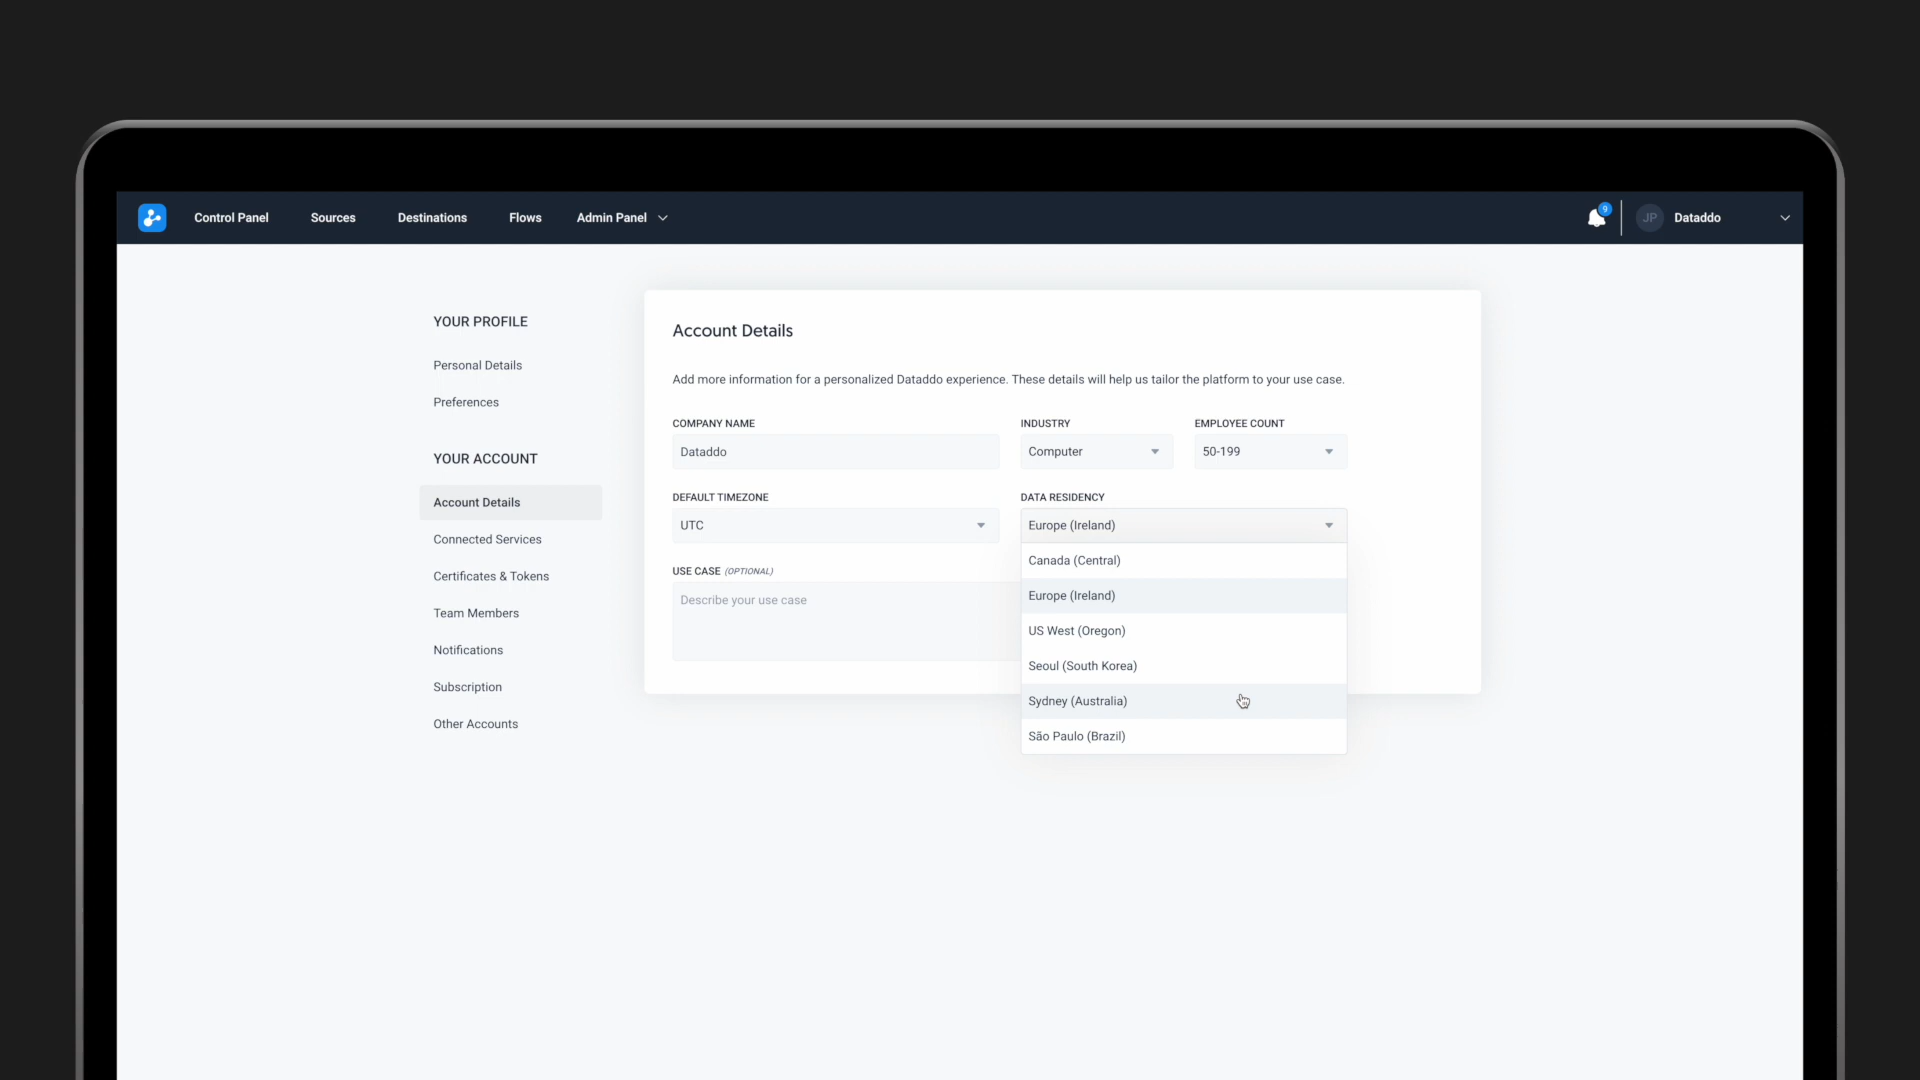 Control Panel
Sources
Destinations
Flows
Admin Panel
9
JP
Dataddo
YOUR PROFILE
Personal Details
Preferences
YOUR ACCOUNT
Account Details
Connected Services
Certificates & Tokens
Team Members
Notifications
Subscription
Other Accounts
Account Details
Add more information for a personalized Dataddo experience. These details will help us tailor the platform to your use case.
COMPANY NAME
Dataddo
INDUSTRY
Computer
EMPLOYEE COUNT
50-199
DEFAULT TIMEZONE
UTC
DATA RESIDENCY
Europe (Ireland)
Canada (Central)
Europe (Ireland)
US West (Oregon)
Seoul (South Korea)
Sydney (Australia)
São Paulo (Brazil)
USE CASE (OPTIONAL)
Describe your use case